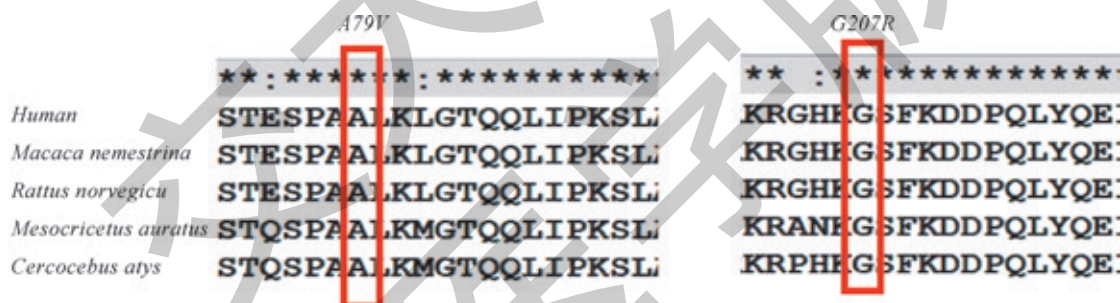 A79V G207R
**:******:*********** ** :***************
Human STESPAALKLGTQQLIPKSL KRGHKGSFKDDPQLYQE
Macaca nemestrina STESPAALKLGTQQLIPKSL KRGHKGSFKDDPQLYQE
Rattus norvegicu STESPAALKLGTQQLIPKSL KRGHKGSFKDDPQLYQE
Mesocricetus auratus STQSPAALKMGTQQLIPKSL KRANKGSFKDDPQLYQE
Cercocebus atys STQSPAALKMGTQQLIPKSL KRPHKGSFKDDPQLYQE